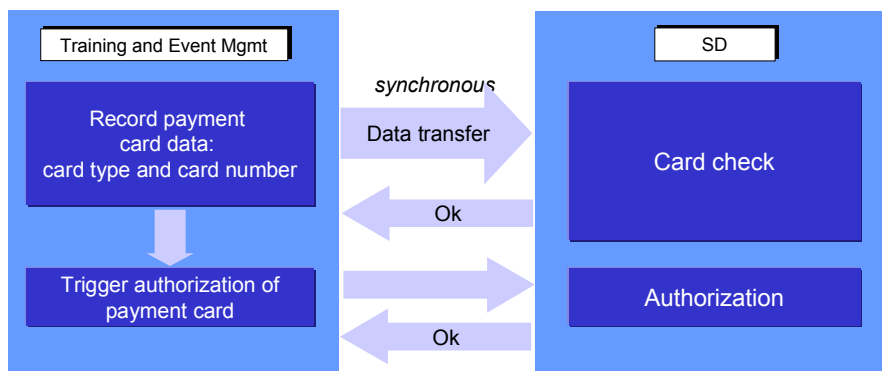 Training and Event Mgmt
SD
synchronous
Record payment
card data:
card type and card number
Data transfer
Card check
Ok
Trigger authorization of
payment card
Authorization
Ok